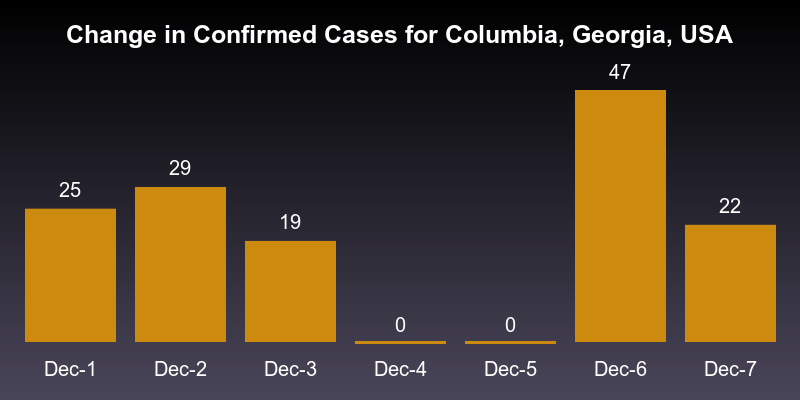 Change in Confirmed Cases for Columbia, Georgia, USA
25
29
19
0
0
47
22
Dec-1
Dec-2
Dec-3
Dec-4
Dec-5
Dec-6
Dec-7